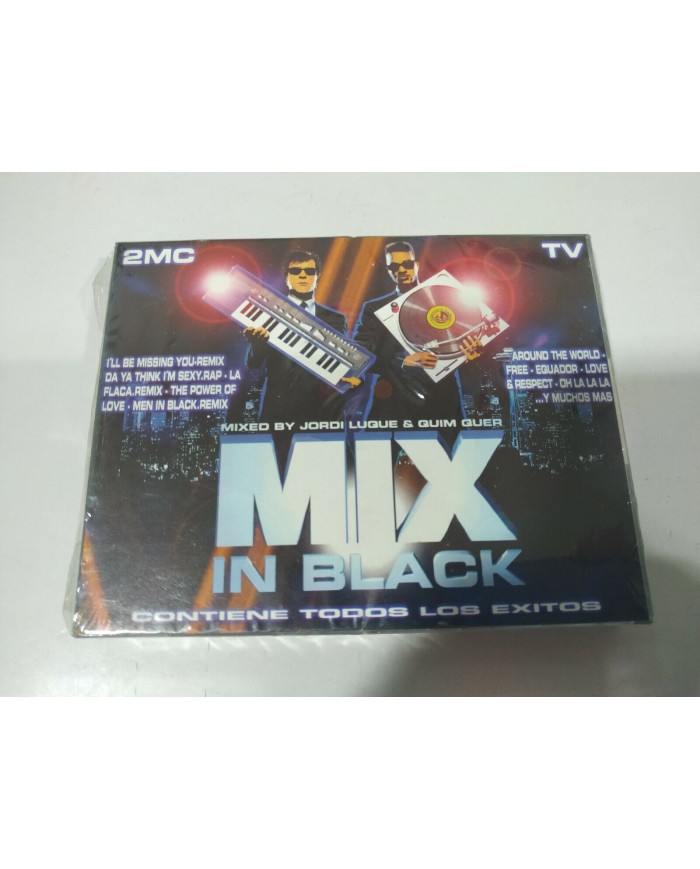 2MC
TV
I'LL BE MISSING YOU-REMIX
DA YA THINK I'M SEXY.RAP - LA
FLACA.REMIX - THE POWER OF
LOVE - MEN IN BLACK.REMIX
AROUND THE WORLD -
FREE - EQUADOR - LOVE
& RESPECT - OH LA LA LA
...Y MUCHOS MAS
MIXED BY JORDI LUQUE & QUIM QUER
MIX
IN BLACK
CONTIENE TODOS LOS EXITOS